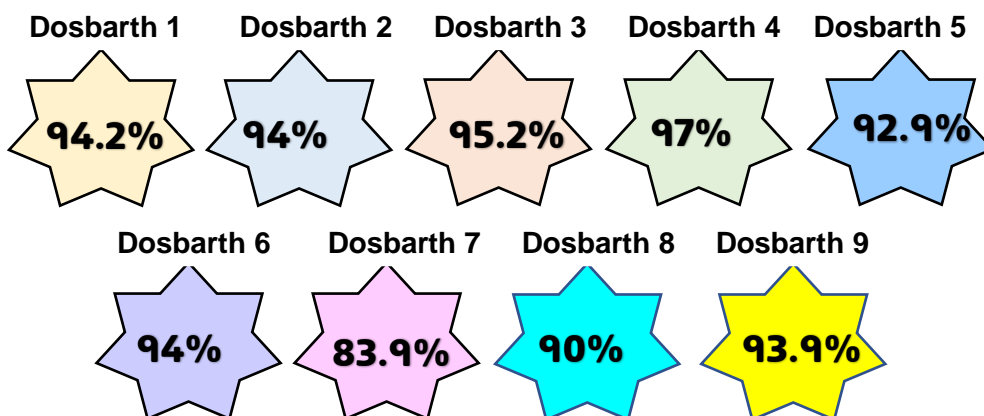 Dosbarth 1 Dosbarth 2 Dosbarth 3 Dosbarth 4 Dosbarth 5
94.2% 94% 95.2% 97% 92.9%
Dosbarth 6 Dosbarth 7 Dosbarth 8 Dosbarth 9
94% 83.9% 90% 93.9%